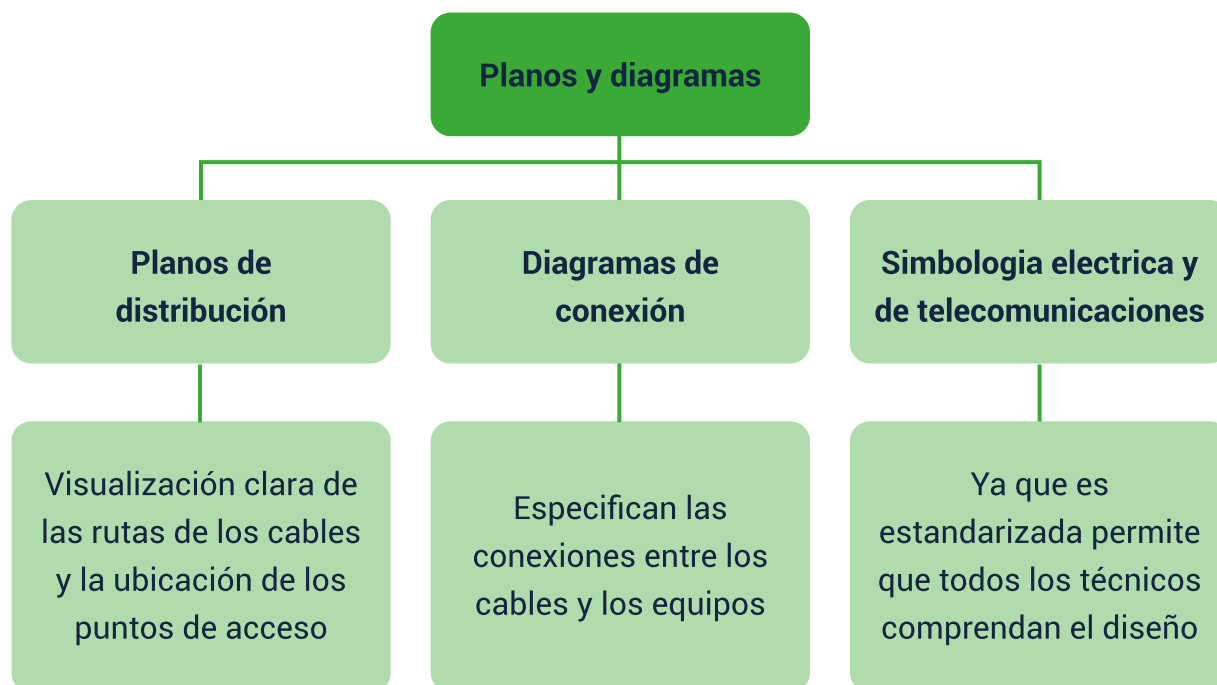 Planos y diagramas
Planos de
distribución
Diagramas de
conexión
Simbologia electrica y
de telecomunicaciones
Visualización clara de
las rutas de los cables
y la ubicación de los
puntos de acceso
Especifican las
conexiones entre los
cables y los equipos
Ya que es
estandarizada permite
que todos los técnicos
comprendan el diseño